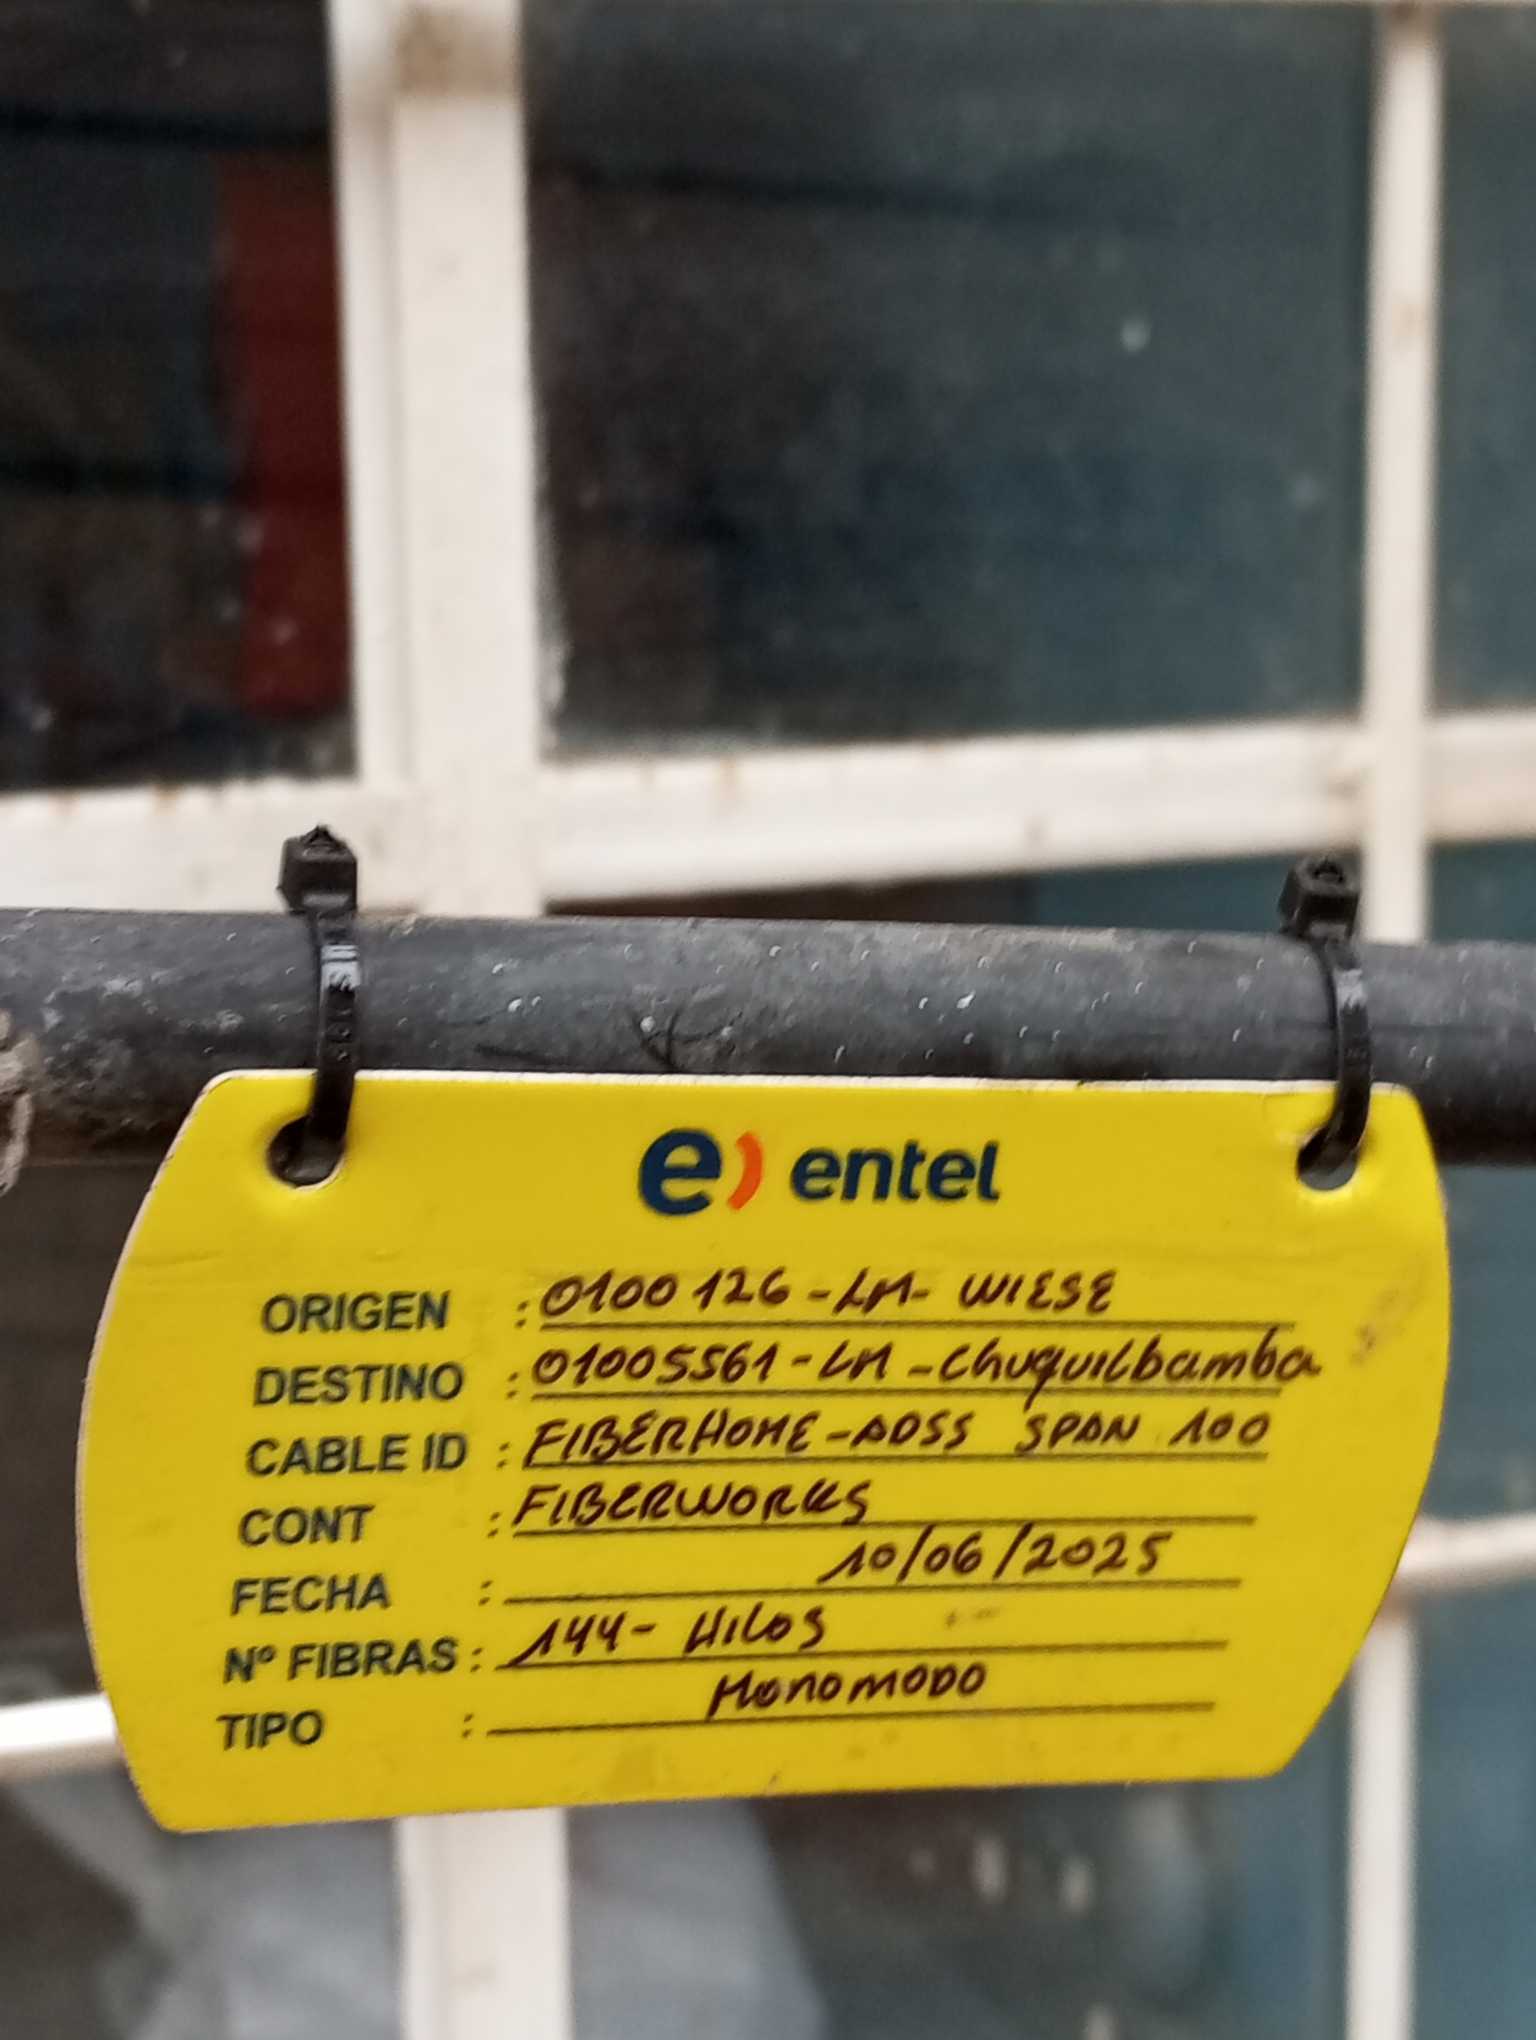 e) entel
ORIGEN : 0100126-LM-WIESE
DESTINO : 01005561-LM-Chuquilbamba
CABLE ID : FIBERHOME-ADSS SPAN 100
CONT : FIBERWORKS
FECHA : 10/06/2025
Nº FIBRAS : 144-HILOS
TIPO : MONOMODO